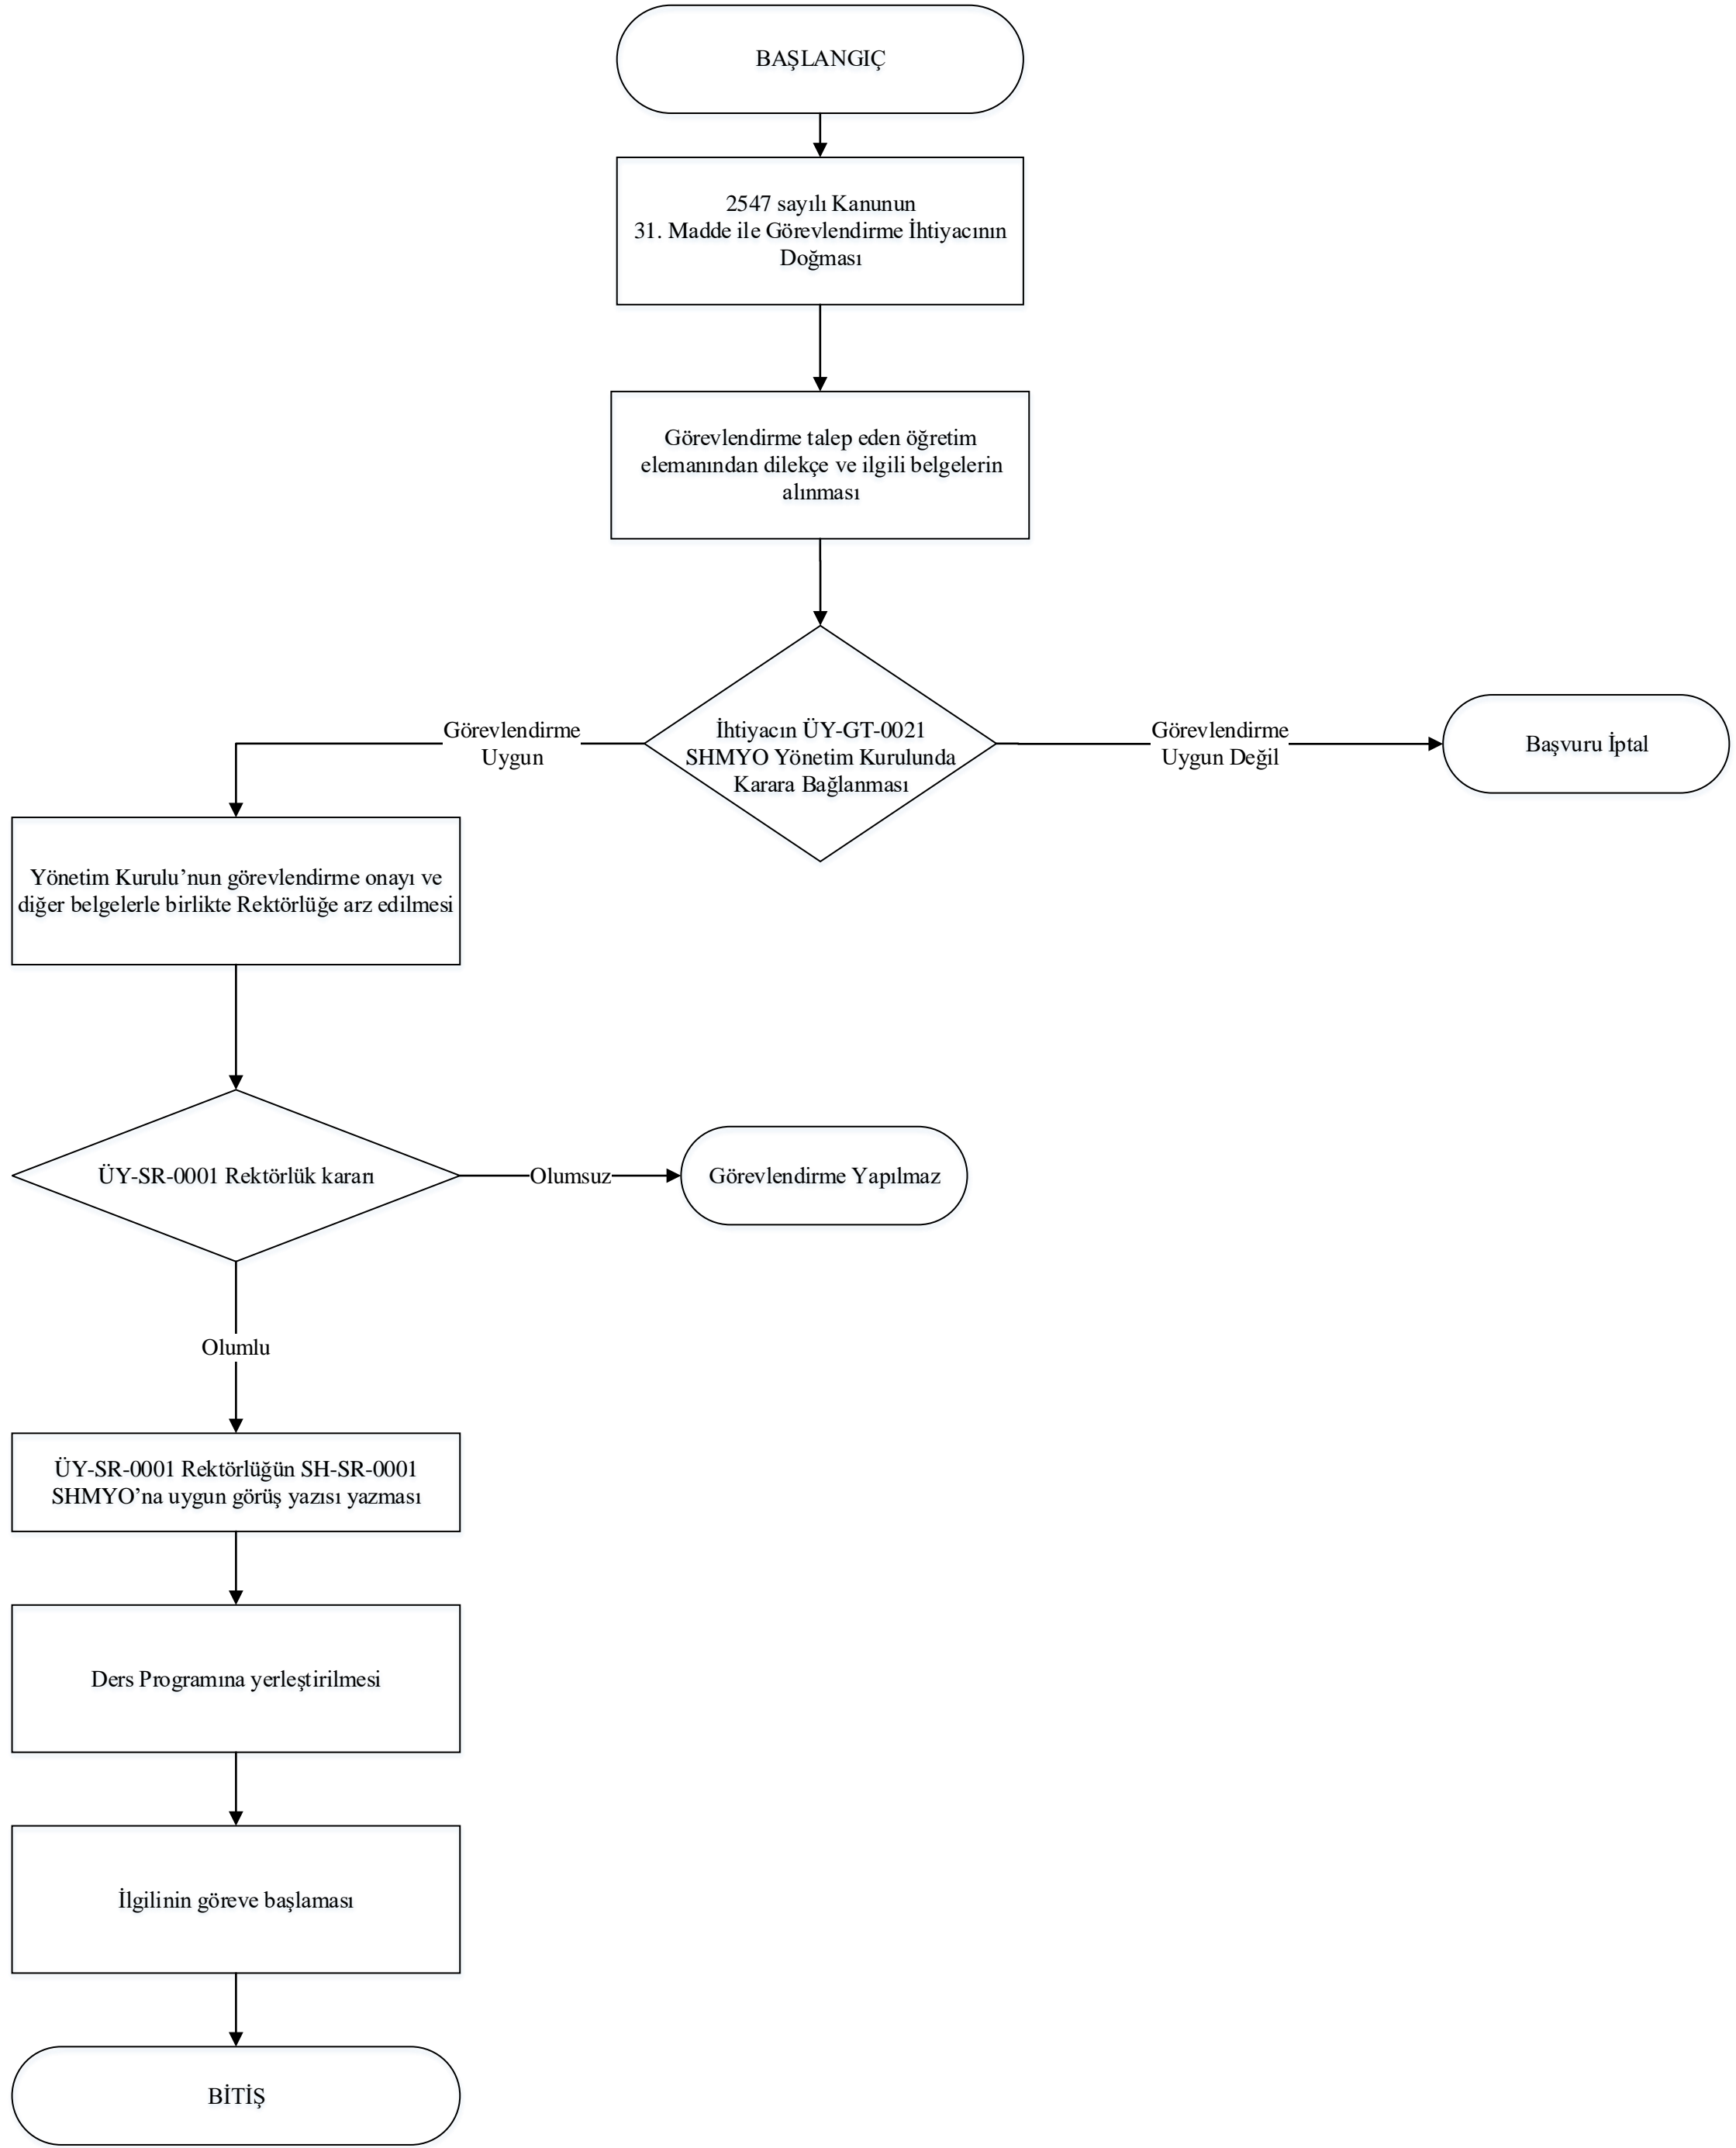 BAŞLANGIÇ
2547 sayılı Kanunun
31. Madde ile Görevlendirme İhtiyacının
Doğması
Görevlendirme talep eden öğretim
elemanından dilekçe ve ilgili belgelerin
alınması
İhtiyacın ÜY-GT-0021
SHMYO Yönetim Kurulunda
Karara Bağlanması
Görevlendirme
Uygun
Görevlendirme
Uygun Değil
Başvuru İptal
Yönetim Kurulu’nun görevlendirme onayı ve
diğer belgelerle birlikte Rektörlüğe arz edilmesi
ÜY-SR-0001 Rektörlük kararı
Olumsuz
Görevlendirme Yapılmaz
Olumlu
ÜY-SR-0001 Rektörlüğün SH-SR-0001
SHMYO’na uygun görüş yazısı yazması
Ders Programına yerleştirilmesi
İlgilinin göreve başlaması
BİTİŞ